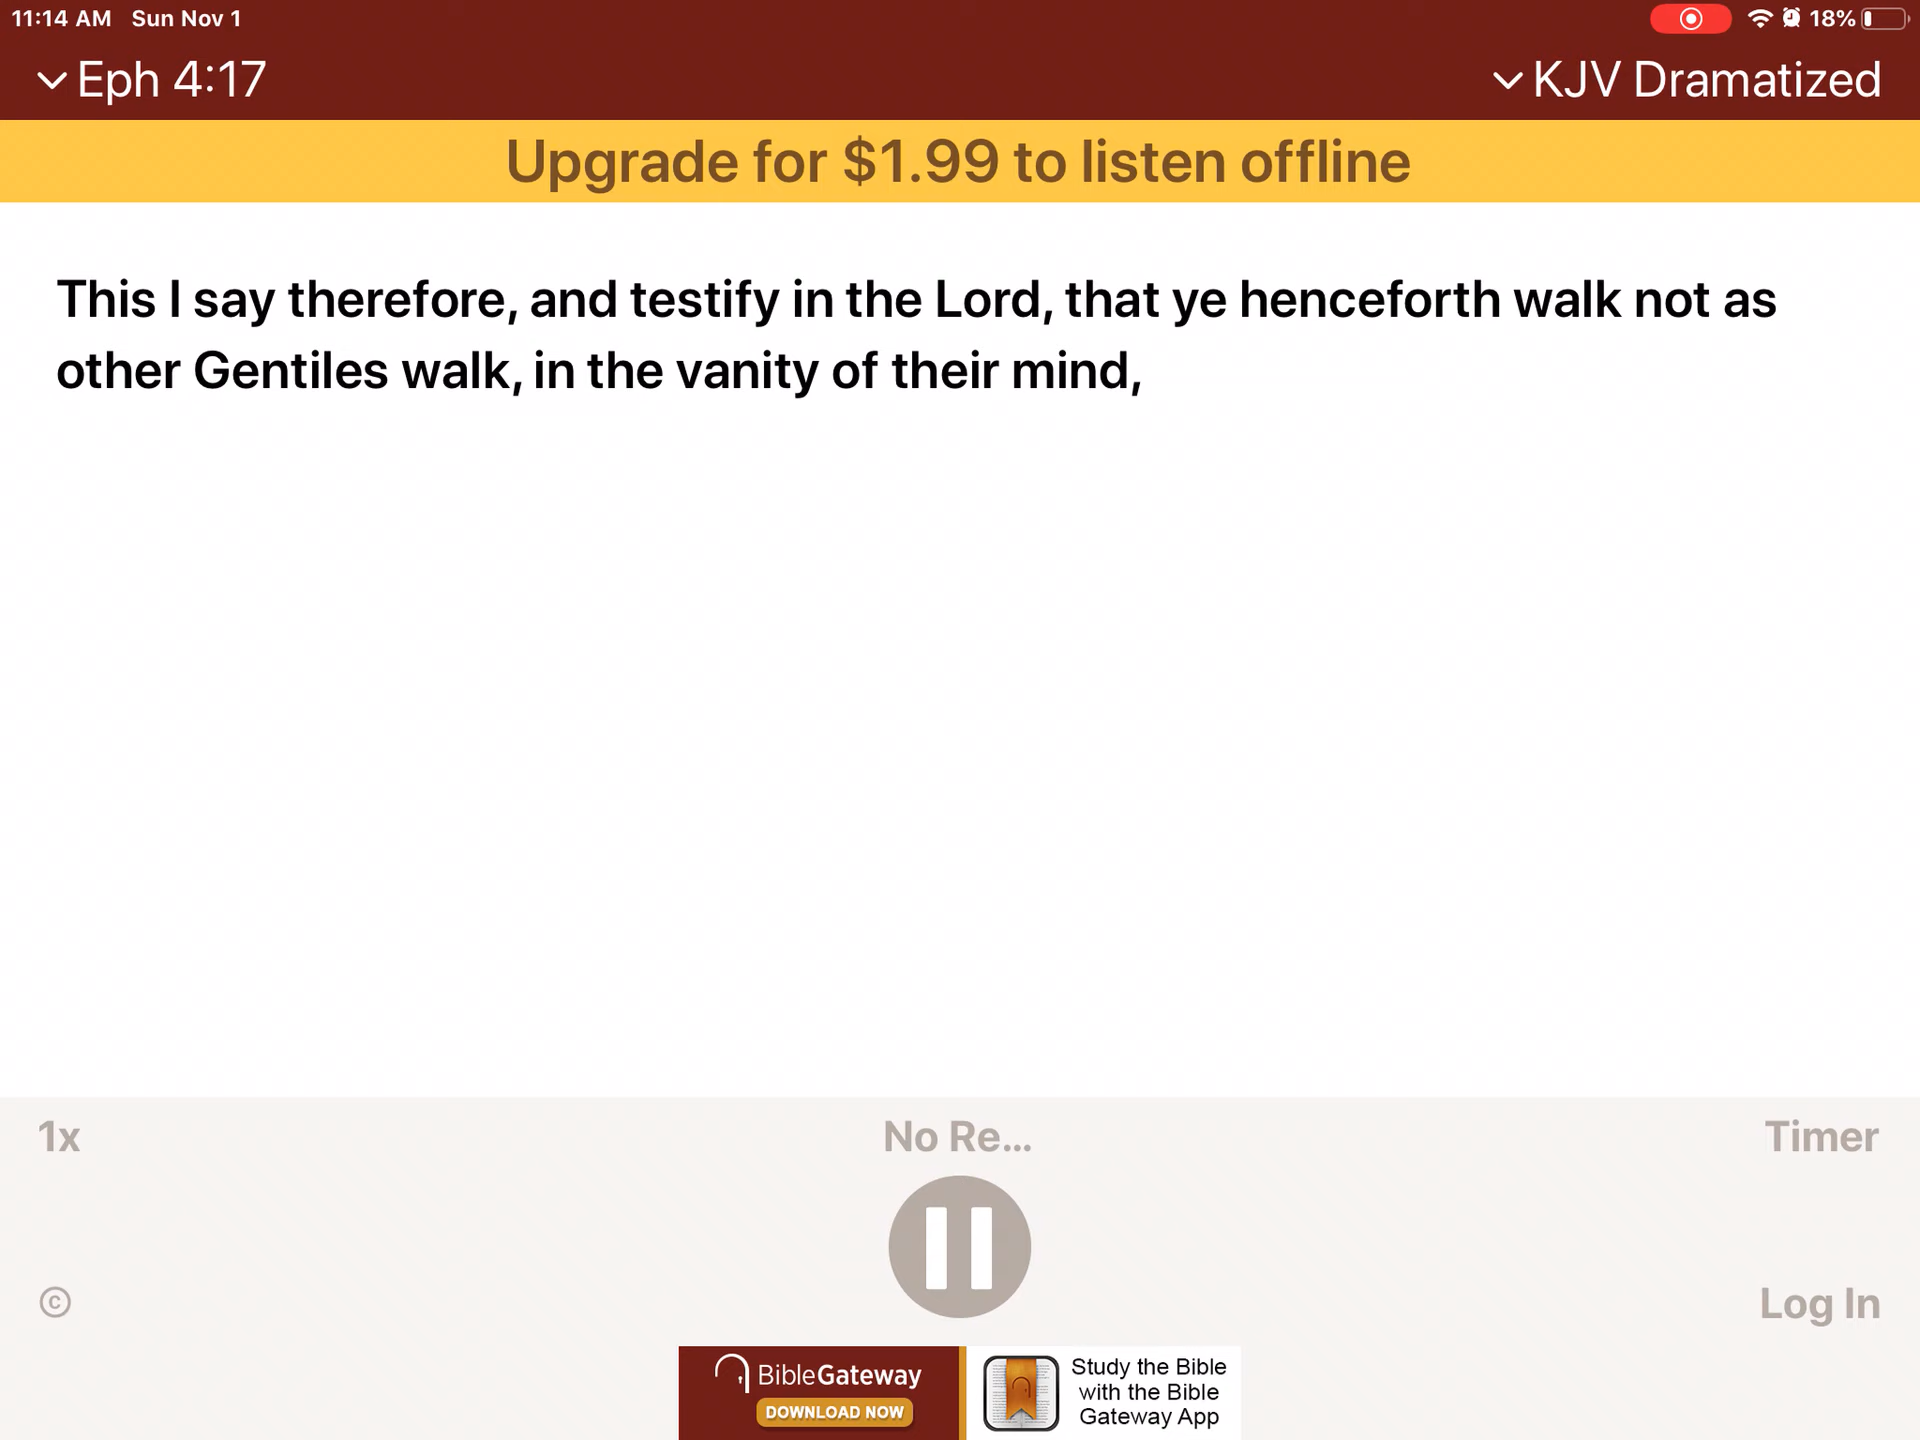 11:14 AM Sun Nov 1 18%
Eph 4:17 KJV Dramatized
Upgrade for $1.99 to listen offline
This I say therefore, and testify in the Lord, that ye henceforth walk not as
other Gentiles walk, in the vanity of their mind,
1x No Re... Timer
© Log In
BibleGateway
DOWNLOAD NOW
Study the Bible
with the Bible
Gateway App